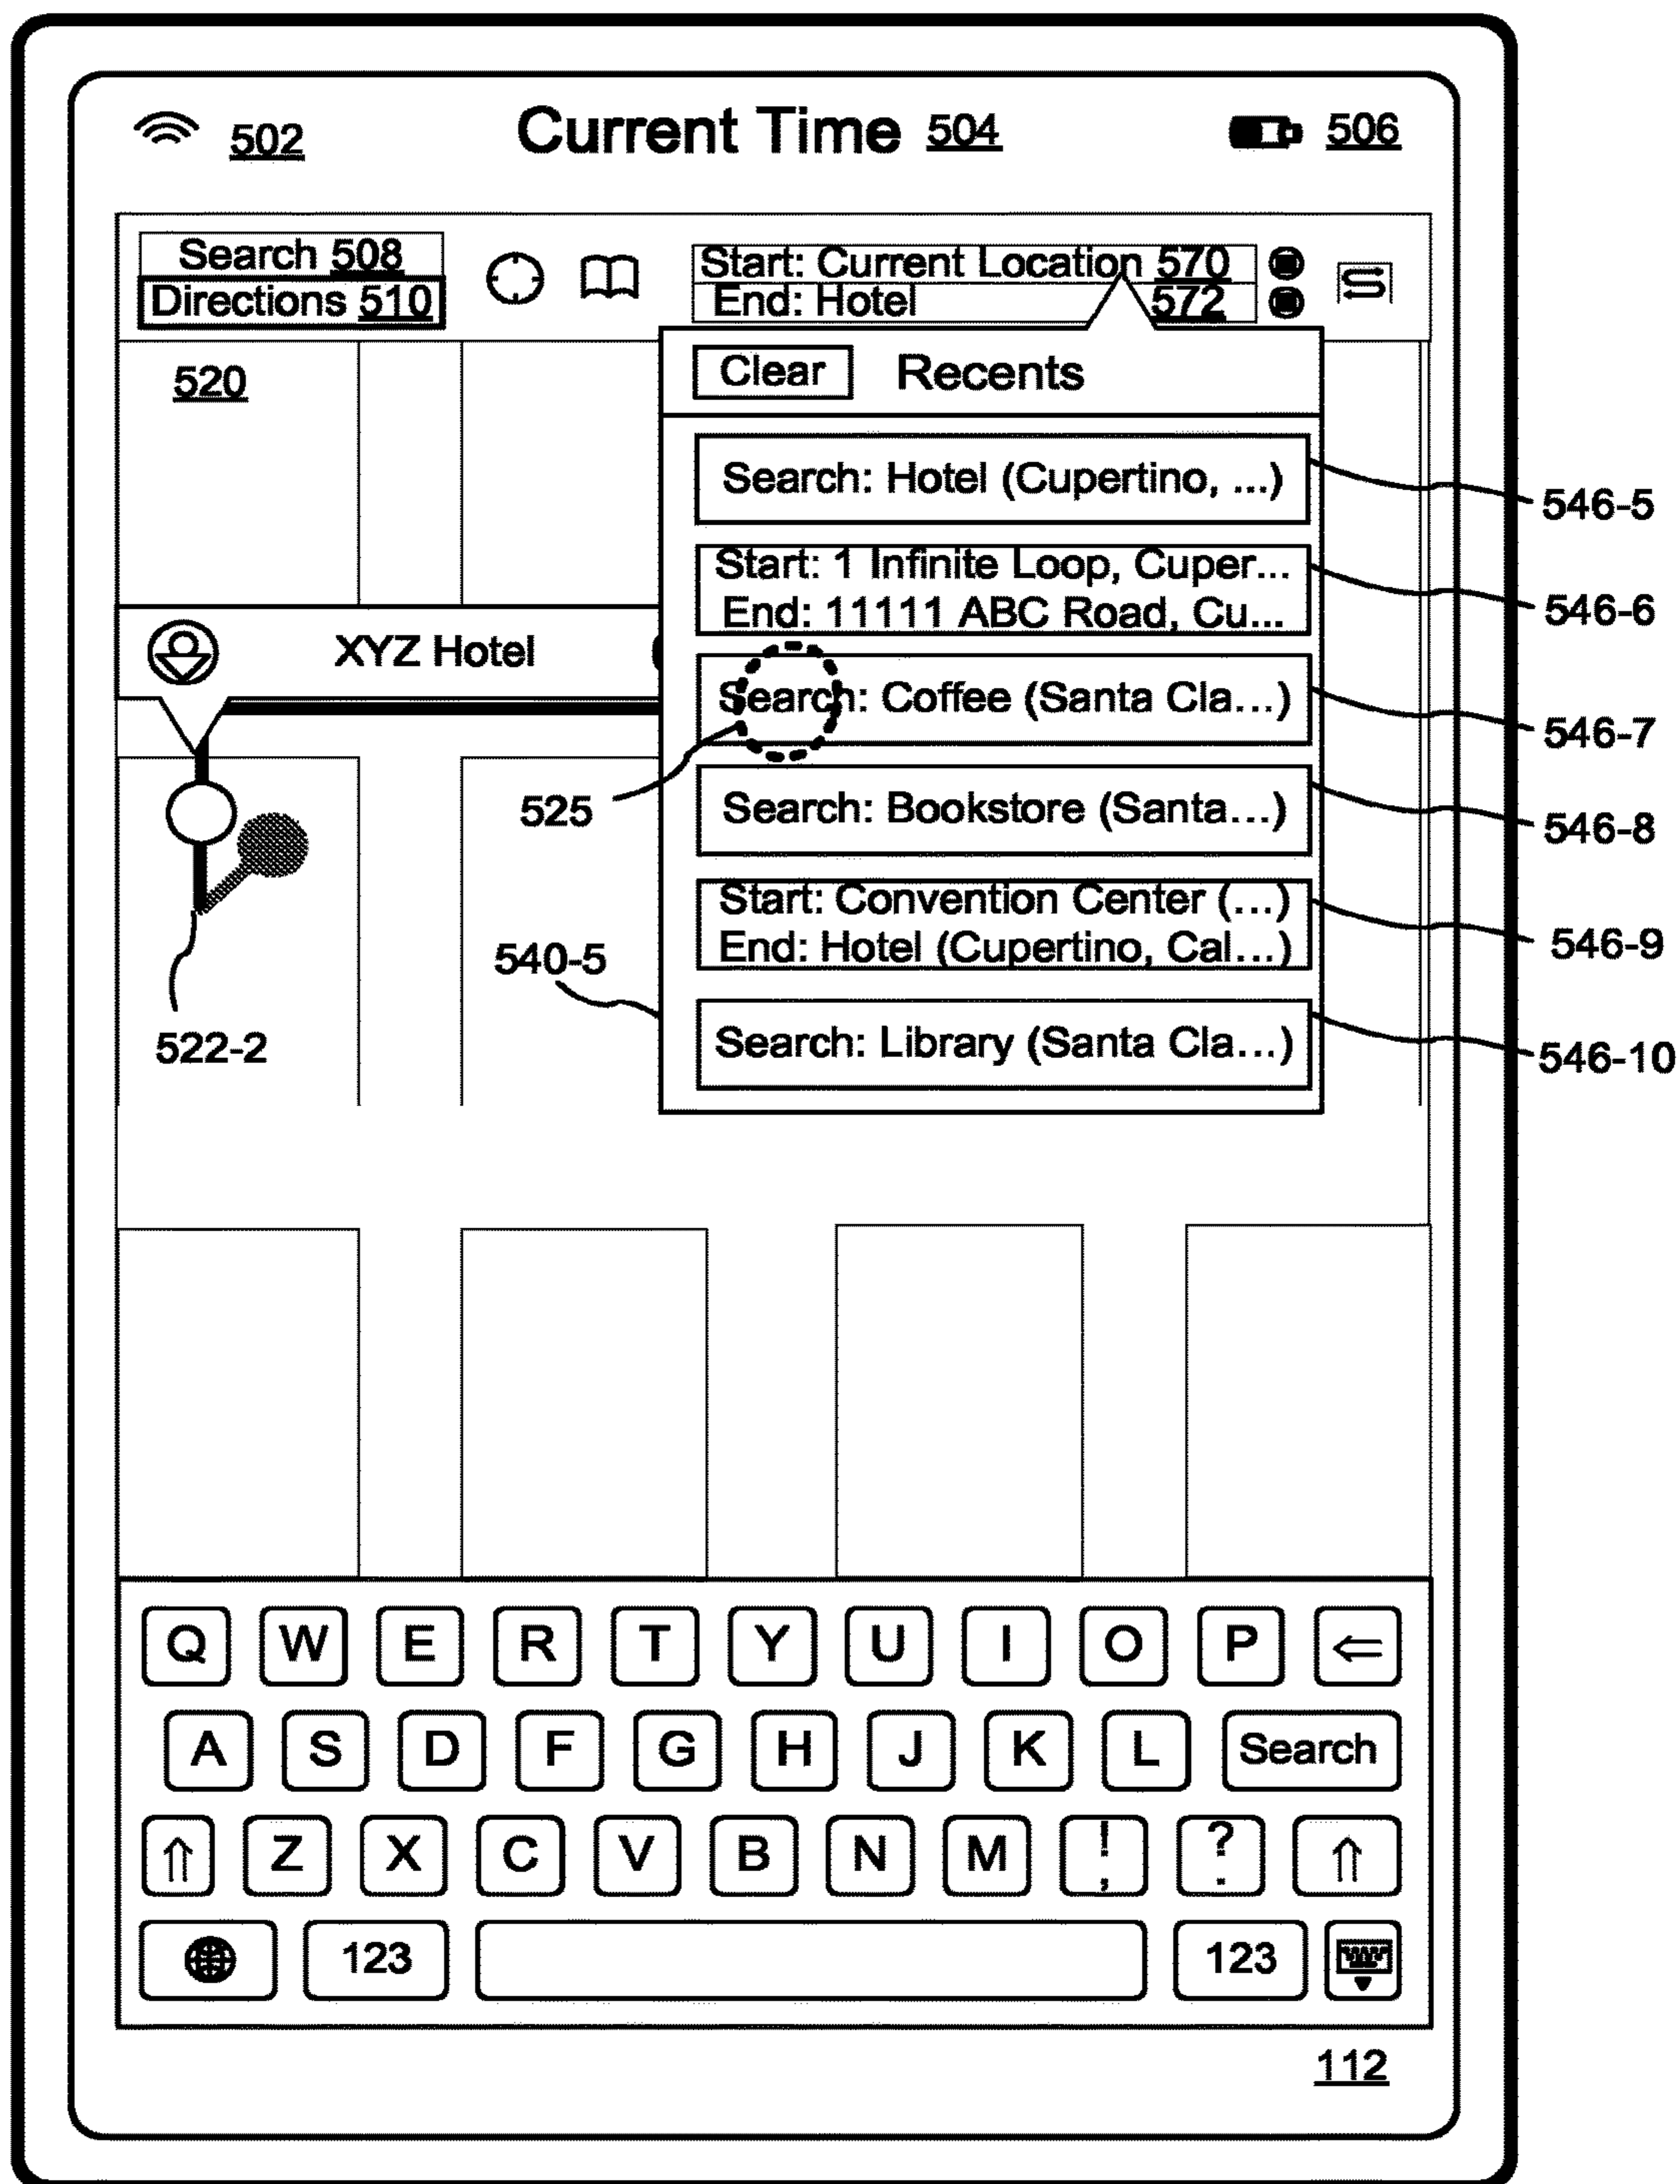 502 Current Time 504 506
Search 508
Directions 510
Start: Current Location 570
End: Hotel 572
520
Clear Recents
Search: Hotel (Cupertino, ...)
546-5
Start: 1 Infinite Loop, Cuper...
End: 11111 ABC Road, Cu...
546-6
XYZ Hotel
Search: Coffee (Santa Cla...)
546-7
525
Search: Bookstore (Santa...)
546-8
Start: Convention Center (...)
End: Hotel (Cupertino, Cal...)
546-9
540-5
522-2
Search: Library (Santa Cla...)
546-10
Q W E R T Y U I O P ⇐
A S D F G H J K L Search
⇑ Z X C V B N M ! , ? . ⇑
123 123
112